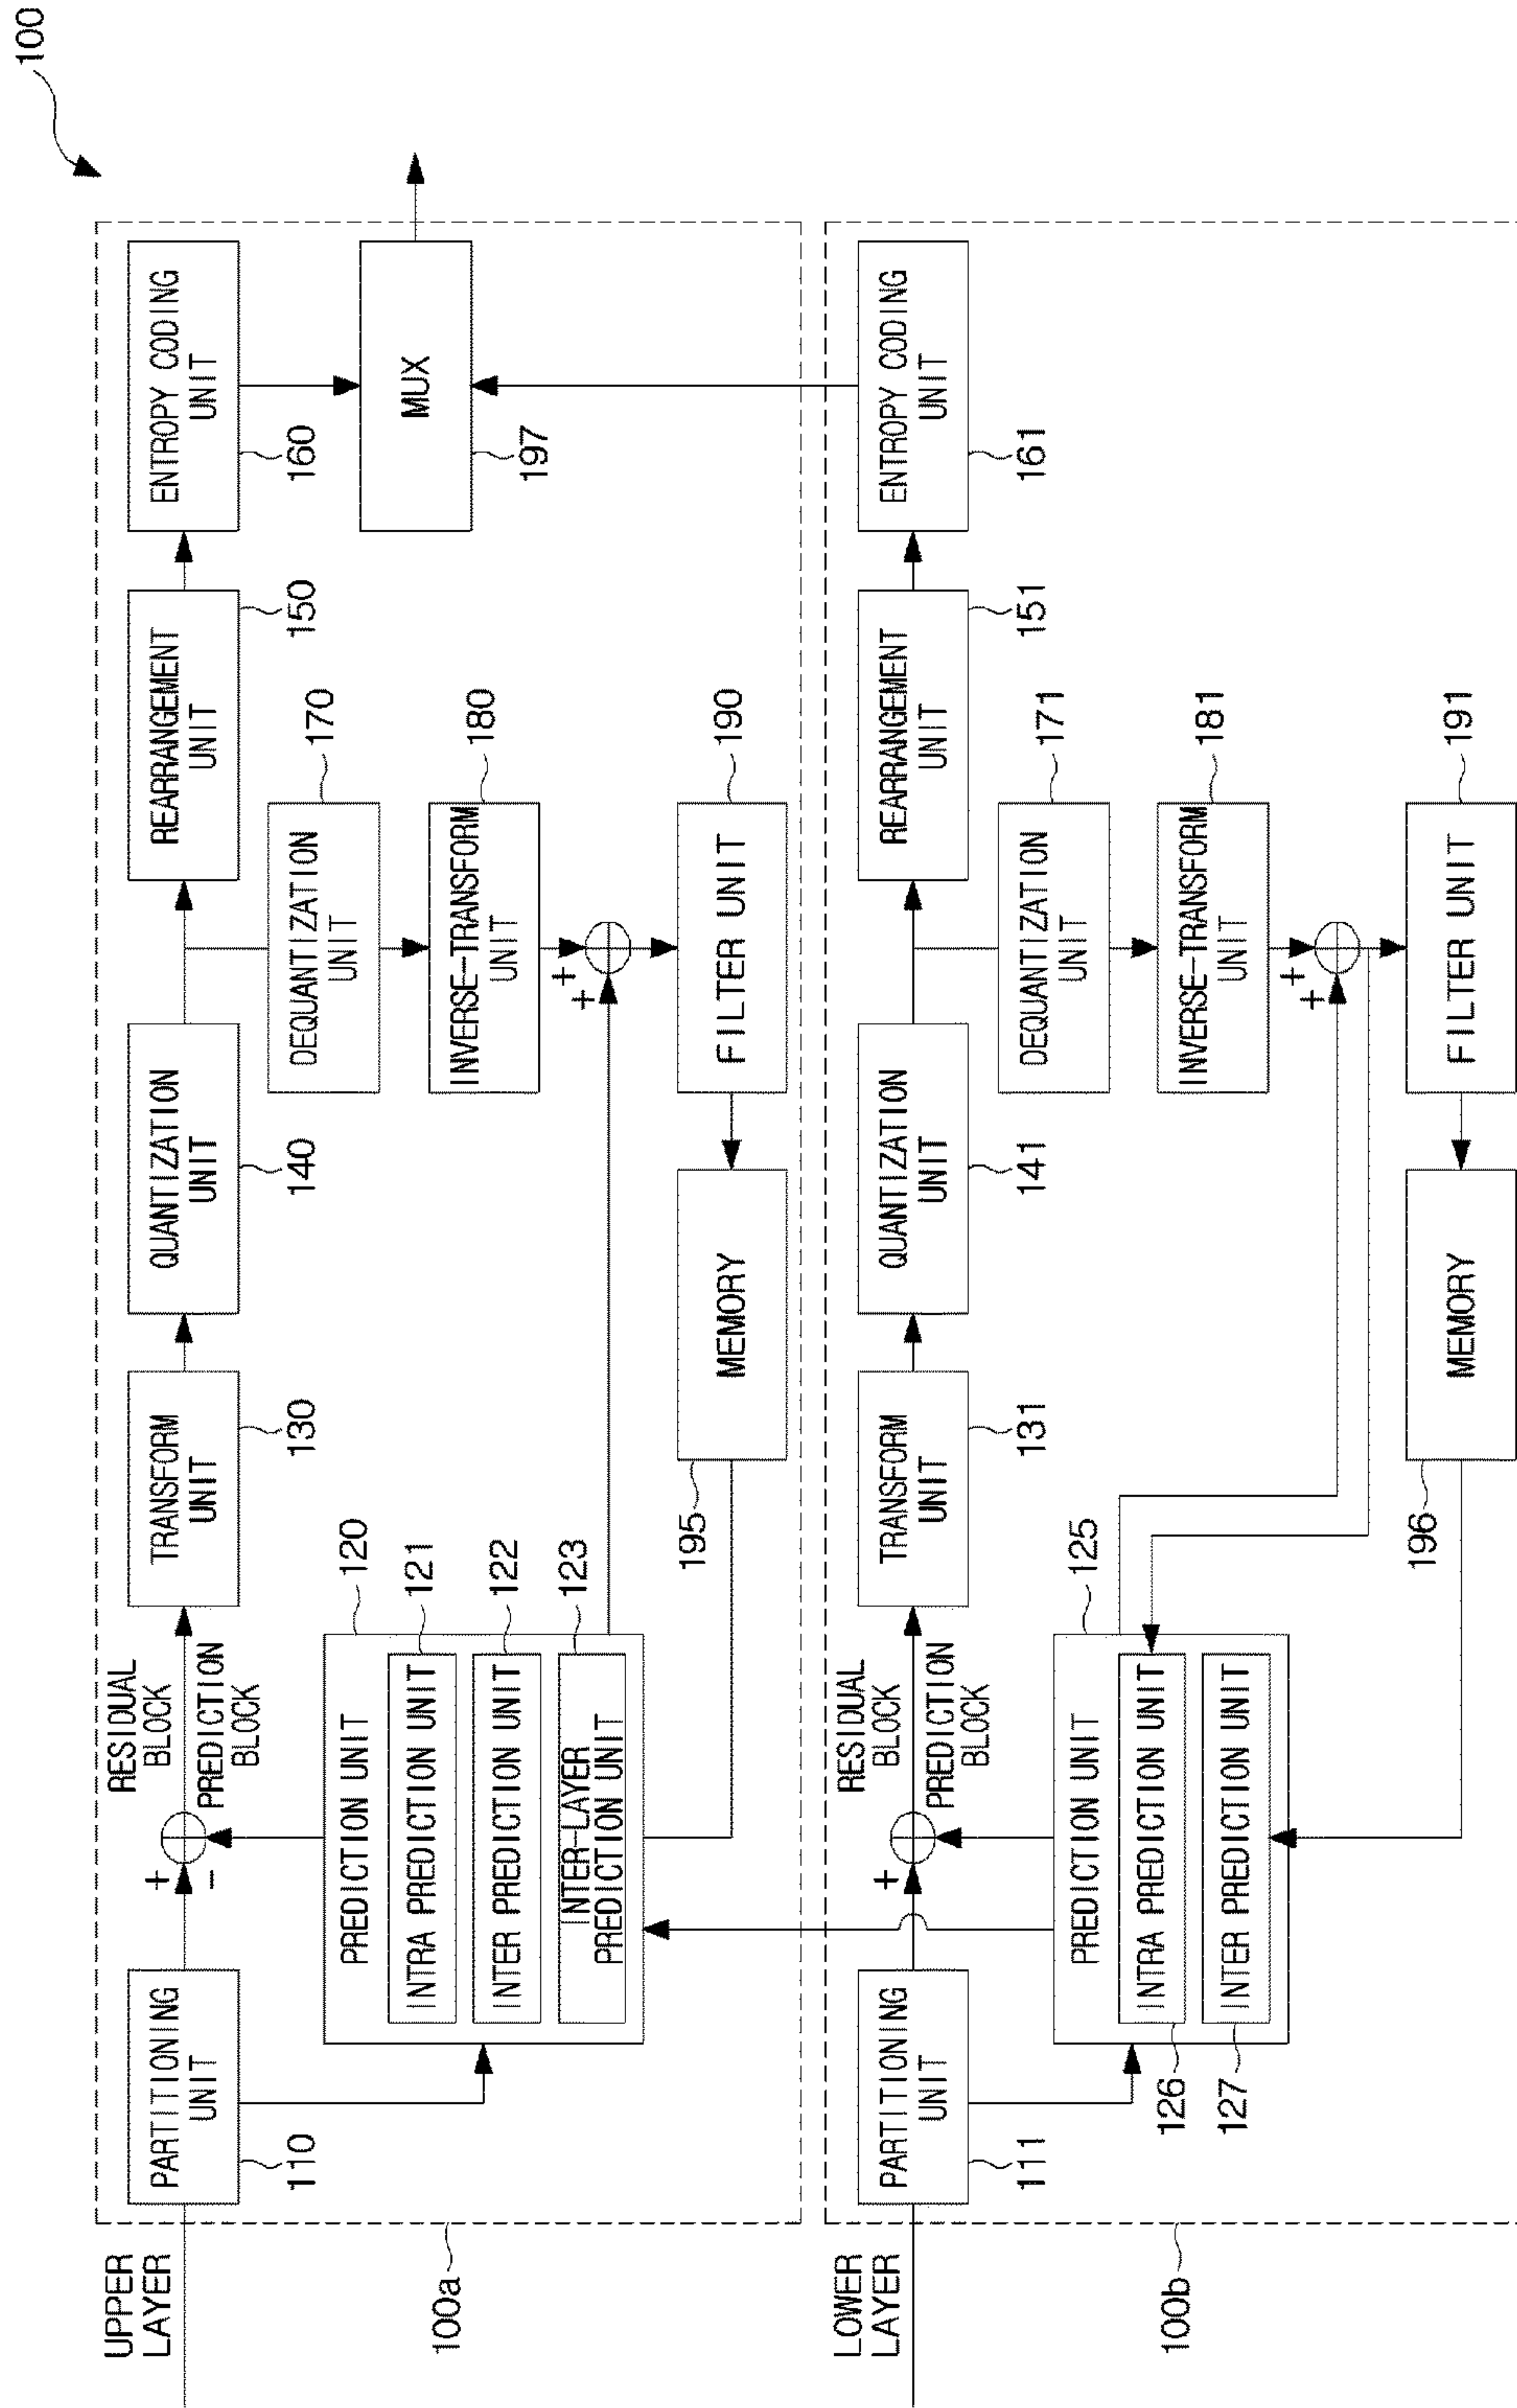 100
UPPER
LAYER
100a
PARTITIONING
UNIT
110
+
-
RESIDUAL
BLOCK
PREDICTION
BLOCK
PREDICTION UNIT
120
INTRA PREDICTION UNIT
121
INTER PREDICTION UNIT
122
INTER-LAYER
PREDICTION UNIT
123
TRANSFORM
UNIT
130
QUANTIZATION
UNIT
140
REARRANGEMENT
UNIT
150
ENTROPY CODING
UNIT
160
MUX
197
DEQUANTIZATION
UNIT
170
INVERSE-TRANSFORM
UNIT
180
+
+
FILTER UNIT
190
MEMORY
195
LOWER
LAYER
100b
PARTITIONING
UNIT
111
+
RESIDUAL
BLOCK
PREDICTION
BLOCK
PREDICTION UNIT
125
INTRA PREDICTION UNIT
126
INTER PREDICTION UNIT
127
TRANSFORM
UNIT
131
QUANTIZATION
UNIT
141
REARRANGEMENT
UNIT
151
ENTROPY CODING
UNIT
161
DEQUANTIZATION
UNIT
171
INVERSE-TRANSFORM
UNIT
181
+
+
FILTER UNIT
191
MEMORY
196